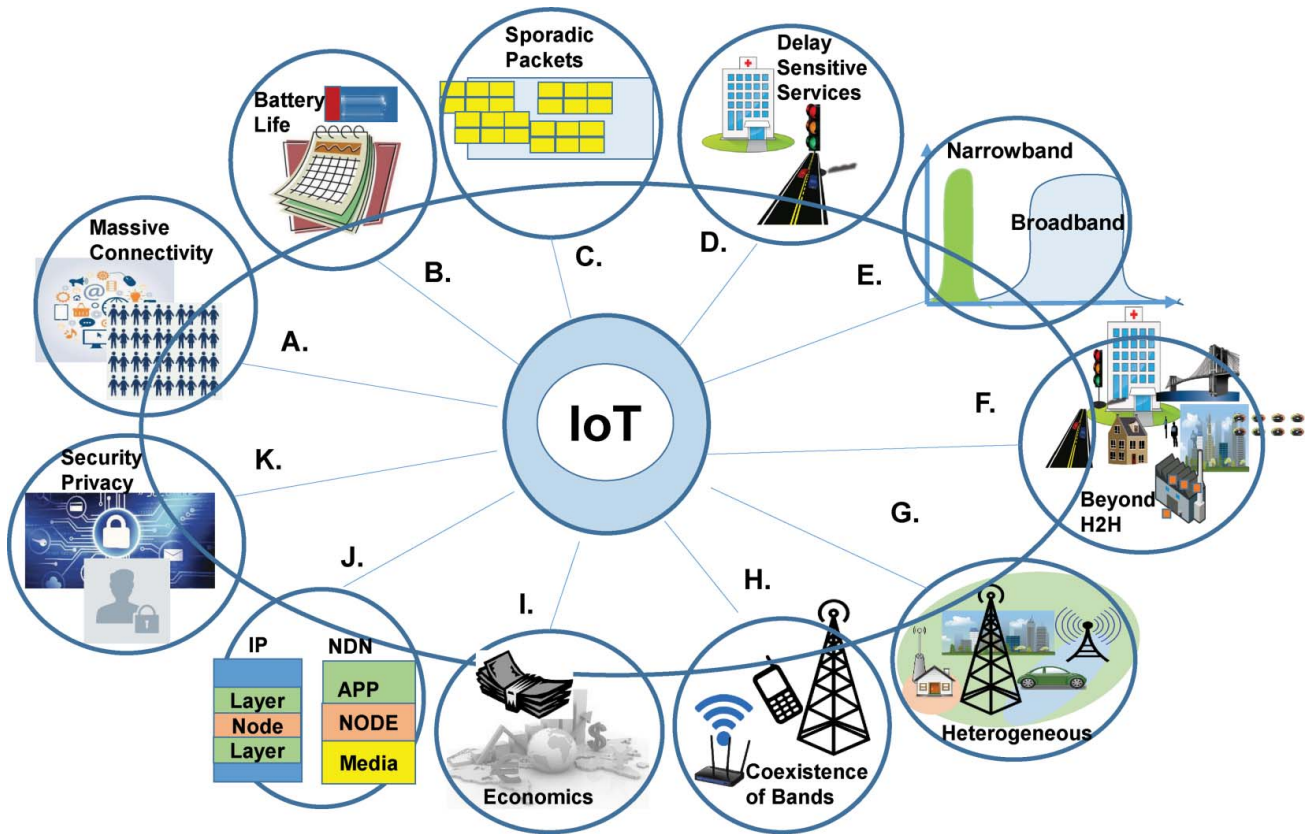 Sporadic
Packets
Delay
Sensitive
Services
Battery
Life
Narrowband
Broadband
Massive
Connectivity
A.
B.
C.
D.
E.
IoT
F.
Beyond
H2H
Security
Privacy
K.
G.
J.
I.
H.
IP
NDN
Layer
Node
Layer
APP
NODE
Media
Economics
Coexistence
of Bands
Heterogeneous